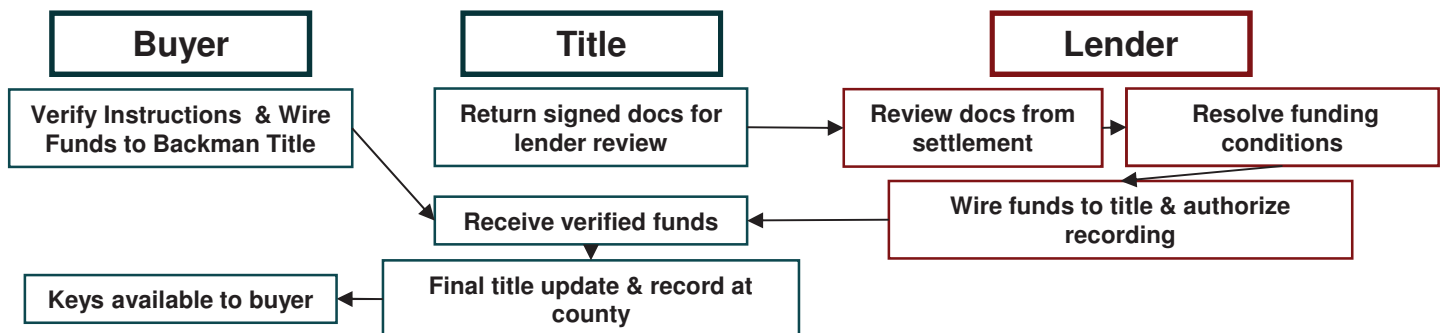 Buyer
Title
Lender
Verify Instructions & Wire
Funds to Backman Title
Return signed docs for
lender review
Review docs from
settlement
Resolve funding
conditions
Receive verified funds
Wire funds to title & authorize
recording
Keys available to buyer
Final title update & record at
county